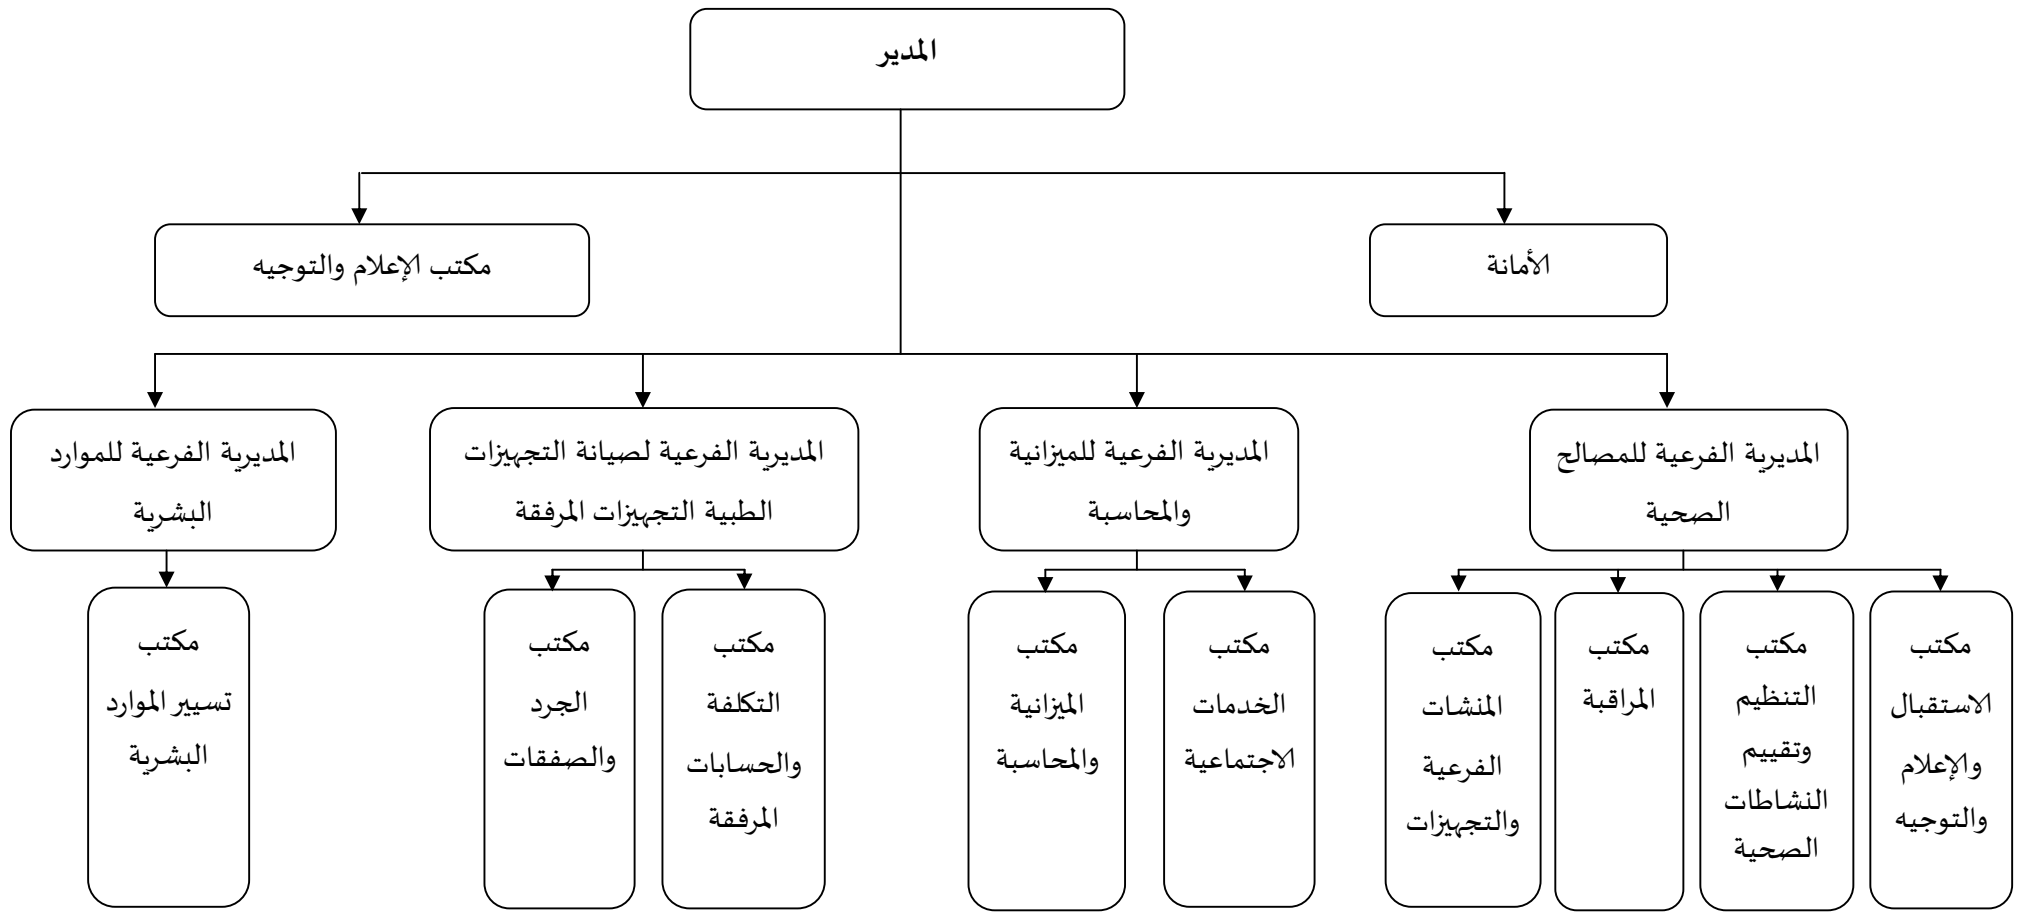 المدير
الأمانة
مكتب الإعلام والتوجيه
المديرية الفرعية للمصالح
الصحية
المديرية الفرعية للميزانية
والمحاسبة
المديرية الفرعية لصيانة التجهيزات
الطبية التجهيزات المرفقة
المديرية الفرعية للموارد
البشرية
مكتب
الاستقبال
والإعلام
والتوجيه
مكتب
التنظيم
وتقييم
النشاطات
الصحية
مكتب
المراقبة
مكتب
المنشات
الفرعية
والتجهيزات
مكتب
الخدمات
الاجتماعية
مكتب
الميزانية
والمحاسبة
مكتب
التكلفة
والحسابات
المرفقة
مكتب
الجرد
والصفقات
مكتب
تسيير الموارد
البشرية